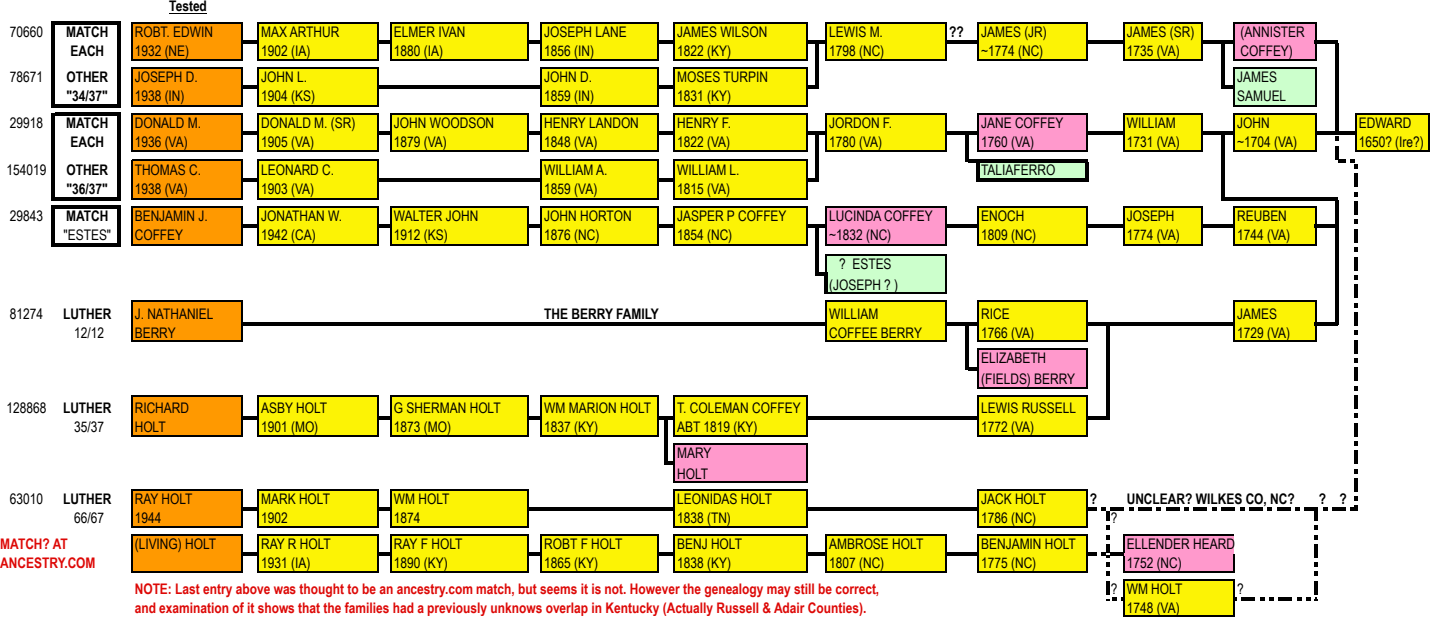 Tested
70660 MATCH ROBT. EDWIN MAX ARTHUR ELMER IVAN JOSEPH LANE JAMES WILSON LEWIS M. ?? JAMES (JR) JAMES (SR) (ANNISTER
EACH 1932 (NE) 1902 (IA) 1880 (IA) 1856 (IN) 1822 (KY) 1798 (NC) ~1774 (NC) 1735 (VA) COFFEY)
78671 OTHER JOSEPH D. JOHN L. JOHN D. MOSES TURPIN JAMES
"34/37" 1938 (IN) 1904 (KS) 1859 (IN) 1831 (KY) SAMUEL
29918 MATCH DONALD M. DONALD M. (SR) JOHN WOODSON HENRY LANDON HENRY F. JORDON F. JANE COFFEY WILLIAM JOHN EDWARD
EACH 1936 (VA) 1905 (VA) 1879 (VA) 1848 (VA) 1822 (VA) 1780 (VA) 1760 (VA) 1731 (VA) ~1704 (VA) 1650? (Ire?)
154019 OTHER THOMAS C. LEONARD C. WILLIAM A. WILLIAM L. TALIAFERRO
"36/37" 1938 (VA) 1903 (VA) 1859 (VA) 1815 (VA)
29843 MATCH BENJAMIN J. JONATHAN W. WALTER JOHN JOHN HORTON JASPER P COFFEY LUCINDA COFFEY ENOCH JOSEPH REUBEN
"ESTES" COFFEY 1942 (CA) 1912 (KS) 1876 (NC) 1854 (NC) ~1832 (NC) 1809 (NC) 1774 (VA) 1744 (VA)
? ESTES
(JOSEPH ? )
81274 LUTHER J. NATHANIEL THE BERRY FAMILY WILLIAM RICE JAMES
12/12 BERRY COFFEE BERRY 1766 (VA) 1729 (VA)
ELIZABETH
(FIELDS) BERRY
128868 LUTHER RICHARD ASBY HOLT G SHERMAN HOLT WM MARION HOLT T. COLEMAN COFFEY LEWIS RUSSELL
35/37 HOLT 1901 (MO) 1873 (MO) 1837 (KY) ABT 1819 (KY) 1772 (VA)
MARY
HOLT
63010 LUTHER RAY HOLT MARK HOLT WM HOLT LEONIDAS HOLT JACK HOLT ? UNCLEAR? WILKES CO, NC? ? ?
66/67 1944 1902 1874 1838 (TN) 1786 (NC) ?
MATCH? AT (LIVING) HOLT RAY R HOLT RAY F HOLT ROBT F HOLT BENJ HOLT AMBROSE HOLT BENJAMIN HOLT ELLENDER HEARD
ANCESTRY.COM 1931 (IA) 1890 (KY) 1865 (KY) 1838 (KY) 1807 (NC) 1775 (NC) 1752 (NC)
NOTE: Last entry above was thought to be an ancestry.com match, but seems it is not. However the genealogy may still be correct, ? WM HOLT ?
and examination of it shows that the families had a previously unknows overlap in Kentucky (Actually Russell & Adair Counties). 1748 (VA)